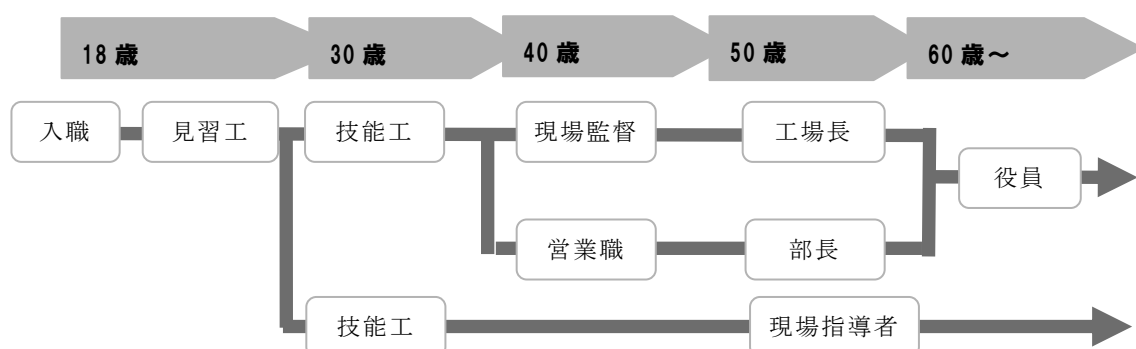 18歳
30歳
40歳
50歳
60歳～
入職
見習工
技能工
現場監督
工場長
役員
営業職
部長
技能工
現場指導者